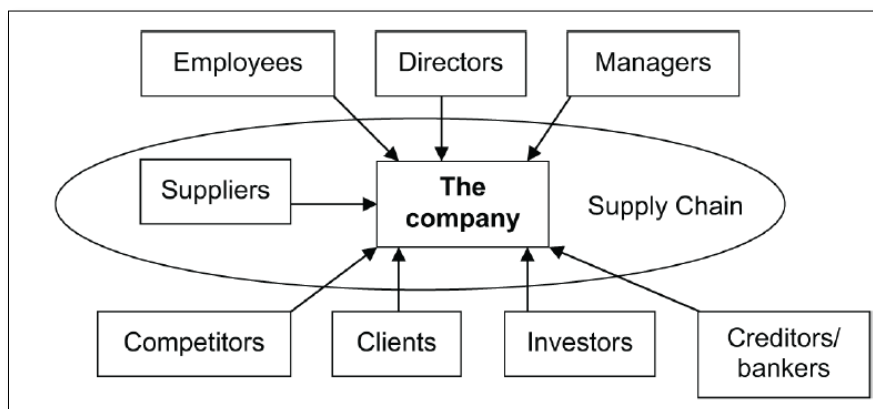 Employees
Directors
Managers
Suppliers
The
company
Supply Chain
Competitors
Clients
Investors
Creditors/
bankers